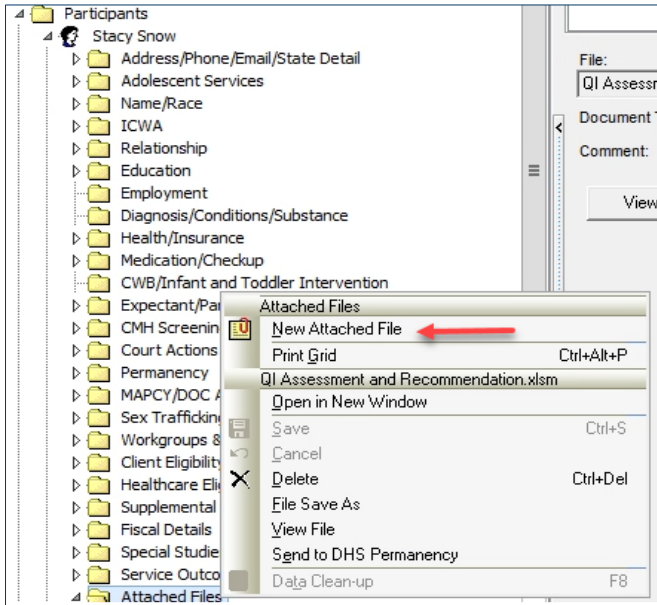 Participants
Stacy Snow
Address/Phone/Email/State Detail
Adolescent Services
Name/Race
ICWA
Relationship
Education
Employment
Diagnosis/Conditions/Substance
Health/Insurance
Medication/Checkup
CWB/Infant and Toddler Intervention
Expectant/Par
CMH Screenin
Court Actions
Permanency
MAPCY/DOC A
Sex Trafficking
Workgroups &
Client Eligibility
Healthcare Eli
Supplemental
Fiscal Details
Special Studie
Service Outco
Attached Files
Attached Files
New Attached File
Print Grid Ctrl+Alt+P
QI Assessment and Recommendation.xlsm
Open in New Window
Save Ctrl+S
Cancel
Delete Ctrl+Del
File Save As
View File
Send to DHS Permanency
Data Clean-up F8
File:
QI Assessm
Document T
Comment:
View